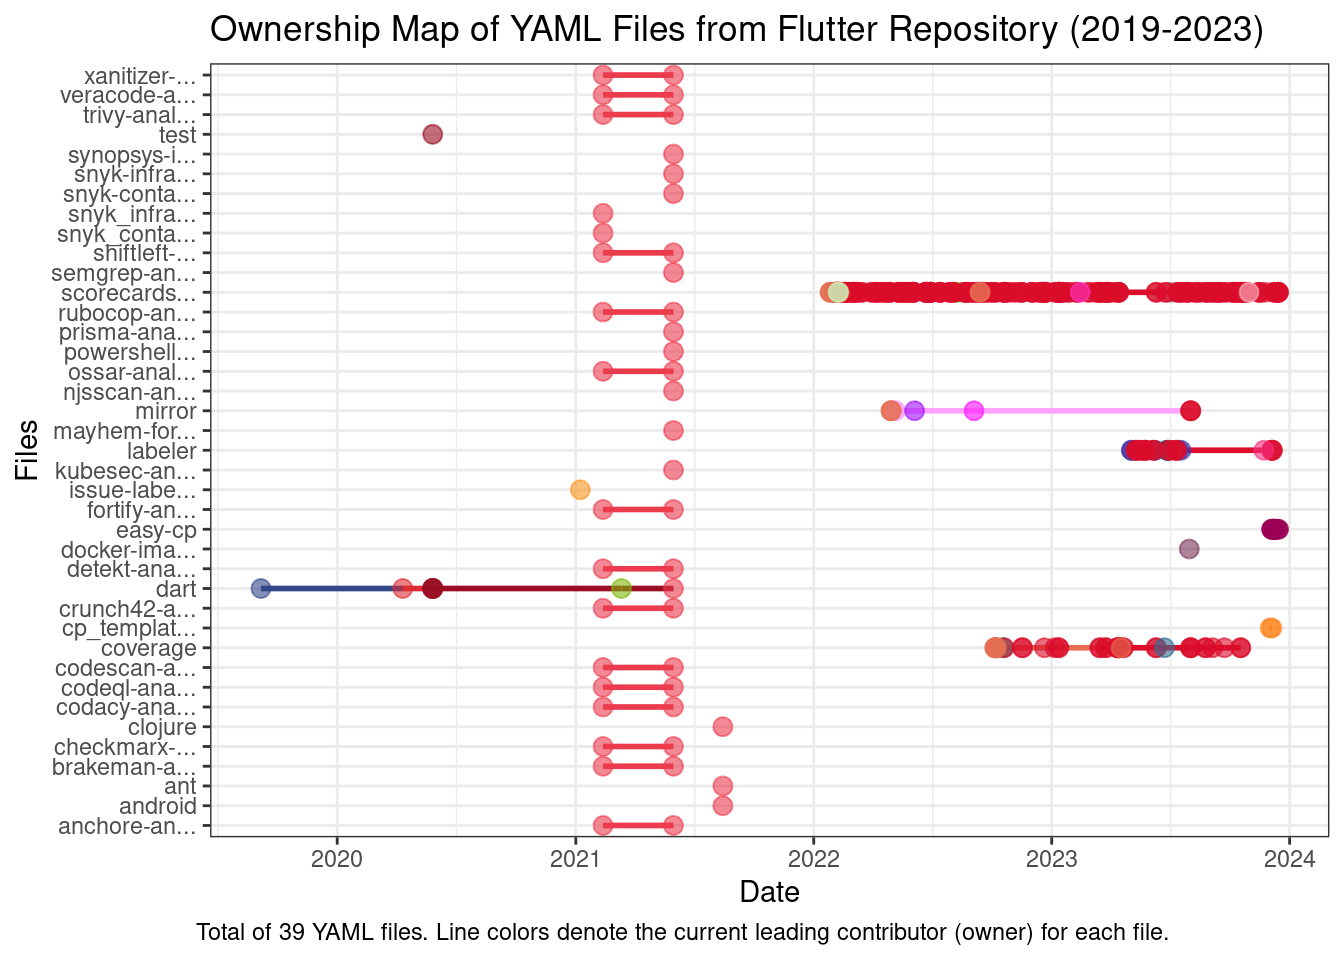 Ownership Map of YAML Files from Flutter Repository (2019-2023)
xanitizer-...
veracode-a...
trivy-anal...
test
synopsys-i...
snyk-infra...
snyk-conta...
snyk_infra...
snyk_conta...
shiftleft-...
semgrep-an...
scorecards...
rubocop-an...
prisma-ana...
powershell...
ossar-anal...
njsscan-an...
mirror
mayhem-for...
labeler
kubesec-an...
issue-labe...
fortify-an...
easy-cp
docker-ima...
detekt-ana...
dart
crunch42-a...
cp_templat...
coverage
codescan-a...
codeql-ana...
codacy-ana...
clojure
checkmarx-...
brakeman-a...
ant
android
anchore-an...
Files
2020 2021 2022 2023 2024
Date
Total of 39 YAML files. Line colors denote the current leading contributor (owner) for each file.